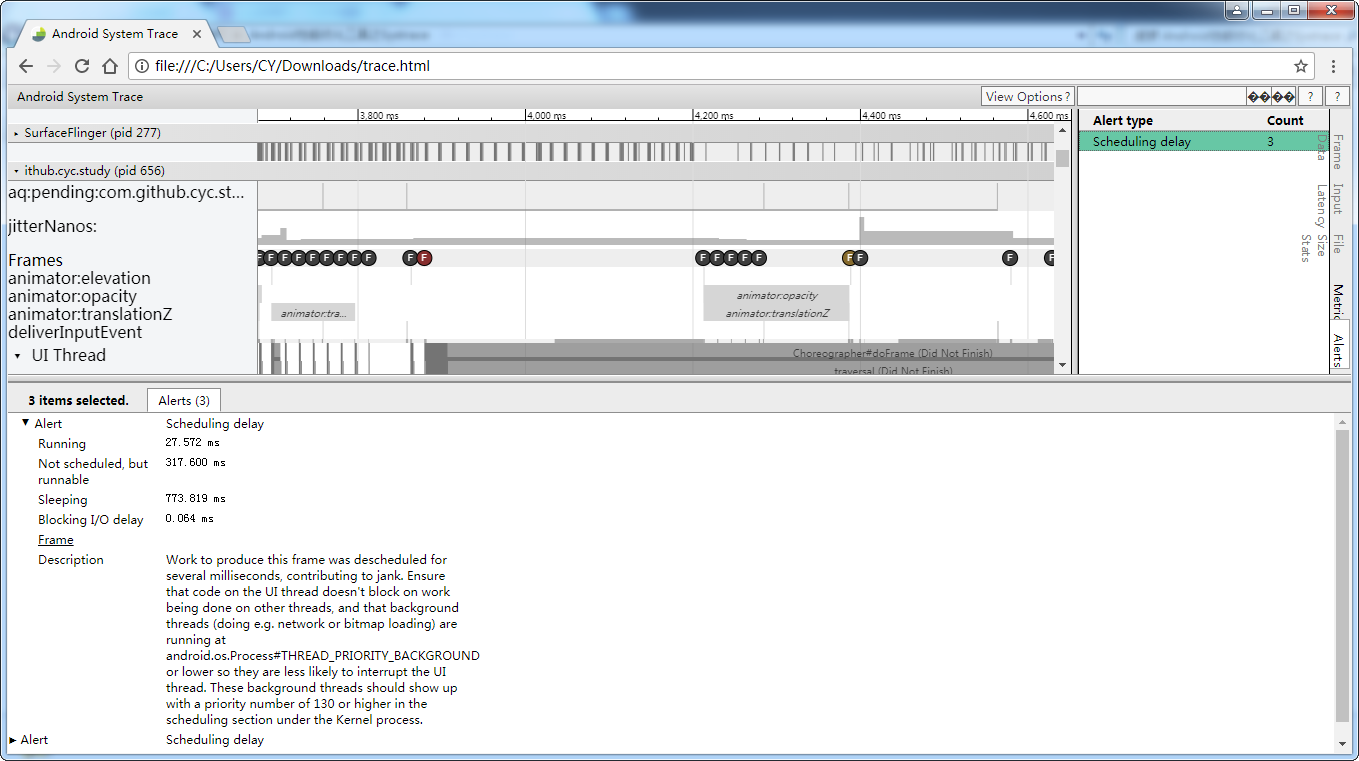 Android System Trace
file:///C:/Users/CY/Downloads/trace.html
Android System Trace
View Options ?
����
?
?
3,800 ms
4,000 ms
4,200 ms
4,400 ms
4,600 ms
SurfaceFlinger (pid 277)
ithub.cyc.study (pid 656)
aq:pending:com.github.cyc.st...
jitterNanos:
Frames
F F F F F F F F F F F F F F F F F F F F
animator:elevation
animator:opacity
animator:translationZ
deliverInputEvent
UI Thread
animator:tra...
animator:opacity
animator:translationZ
Choreographer#doFrame (Did Not Finish)
traversal (Did Not Finish)
Alert type Count
Scheduling delay 3
Frame Data
Input Latency
File Size Stats
Metric
Alerts
3 items selected.
Alerts (3)
Alert Scheduling delay
Running 27.572 ms
Not scheduled, but 317.600 ms
runnable
Sleeping 773.819 ms
Blocking I/O delay 0.064 ms
Frame
Description Work to produce this frame was descheduled for
several milliseconds, contributing to jank. Ensure
that code on the UI thread doesn't block on work
being done on other threads, and that background
threads (doing e.g. network or bitmap loading) are
running at
android.os.Process#THREAD_PRIORITY_BACKGROUND
or lower so they are less likely to interrupt the UI
thread. These background threads should show up
with a priority number of 130 or higher in the
scheduling section under the Kernel process.
Alert Scheduling delay